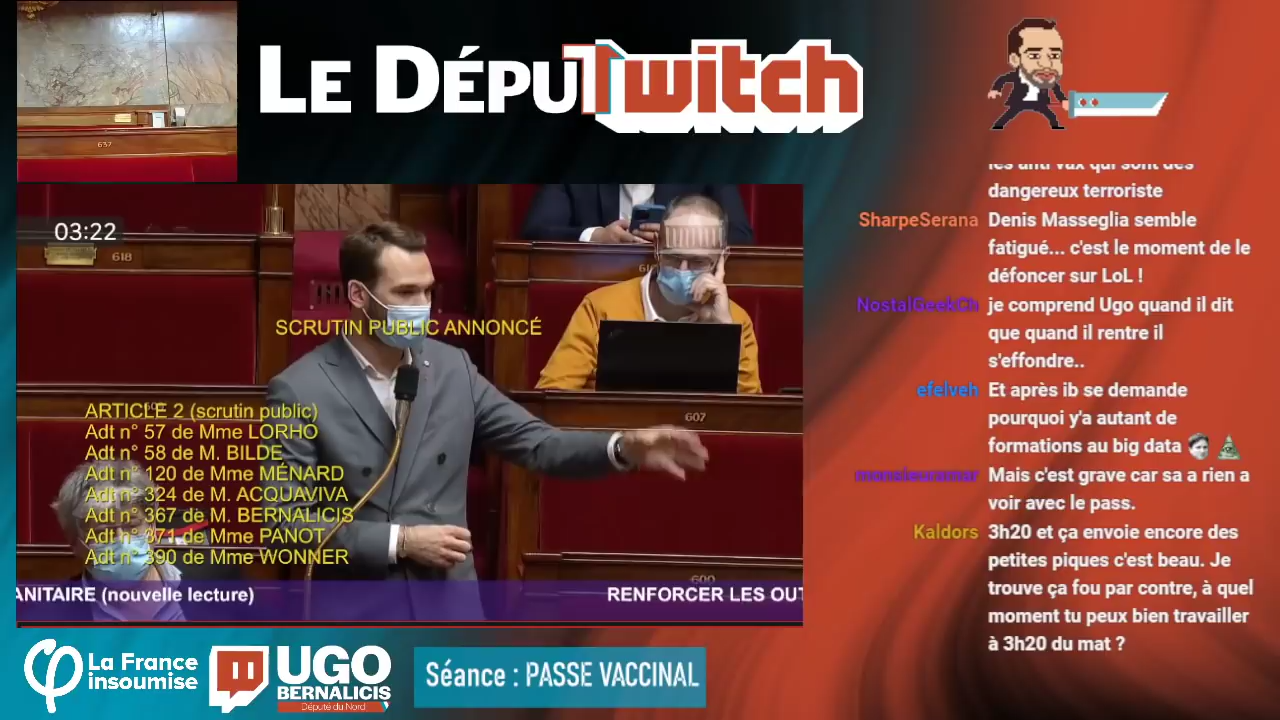 637
LE DÉPUTwitch
les anti vax qui sont des
dangereux terroriste
SharpeSerana Denis Masseglia semble
fatigué... c'est le moment de le
défoncer sur LoL !
NostalGeekCh je comprend Ugo quand il dit
que quand il rentre il
s'effondre..
efelveh Et après ib se demande
pourquoi y'a autant de
formations au big data
Mais c'est grave car sa a rien a
voir avec le pass.
Kaldors 3h20 et ça envoie encore des
petites piques c'est beau. Je
trouve ça fou par contre, à quel
moment tu peux bien travailler
à 3h20 du mat ?
03:22
618
SCRUTIN PUBLIC ANNONCÉ
607
ARTICLE 2 (scrutin public)
Adt n° 57 de Mme LORHO
Adt n° 58 de M. BILDE
Adt n° 120 de Mme MÉNARD
Adt n° 324 de M. ACQUAVIVA
Adt n° 367 de M. BERNALICIS
Adt n° 371 de Mme PANOT
Adt n° 390 de Mme WONNER
600
ANITAIRE (nouvelle lecture) RENFORCER LES OUT
La France
insoumise
UGO
BERNALICIS
Député du Nord
Séance : PASSE VACCINAL